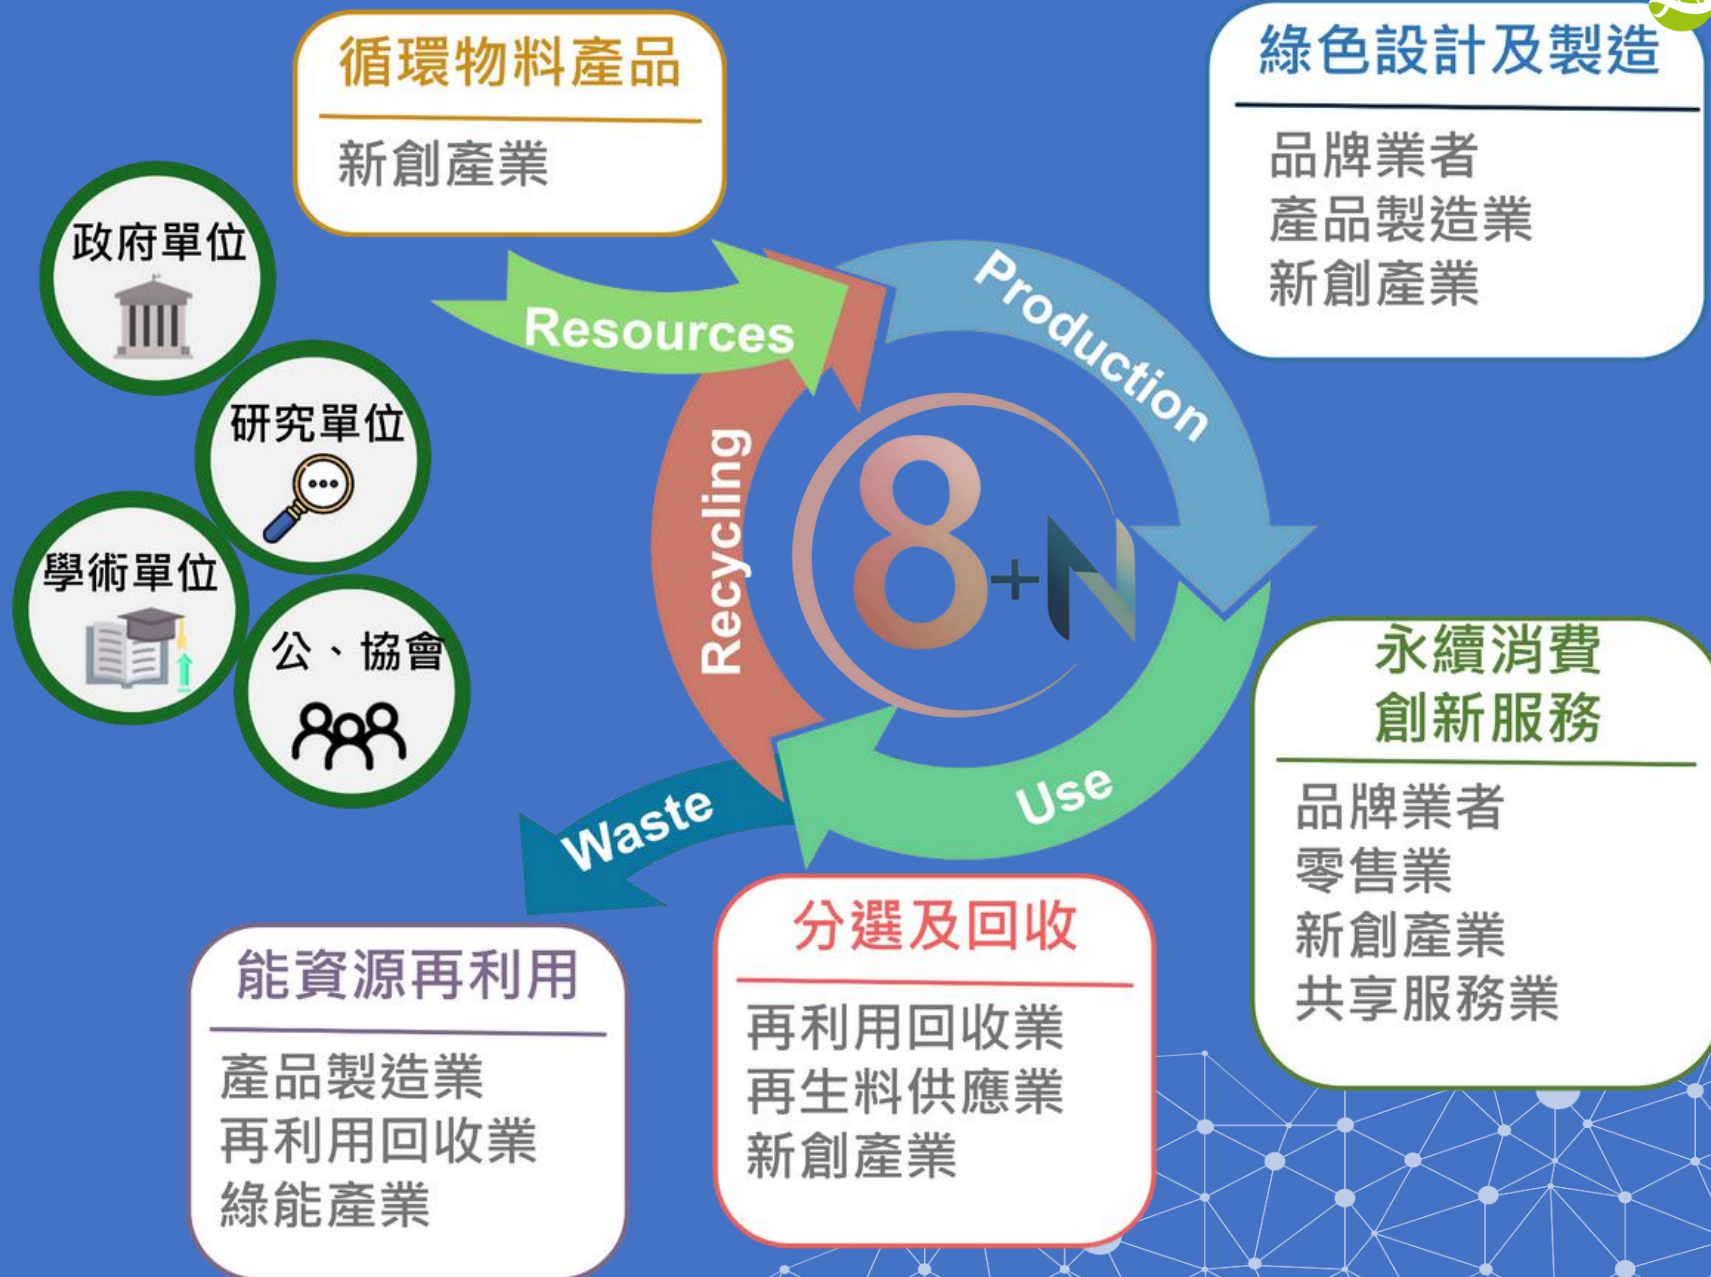 循環物料產品
新創產業
綠色設計及製造
品牌業者
產品製造業
新創產業
政府單位
研究單位
學術單位
公、協會
Resources
Production
Recycling
8+N
Use
Waste
永續消費
創新服務
品牌業者
零售業
新創產業
共享服務業
分選及回收
再利用回收業
再生料供應業
新創產業
能資源再利用
產品製造業
再利用回收業
綠能產業